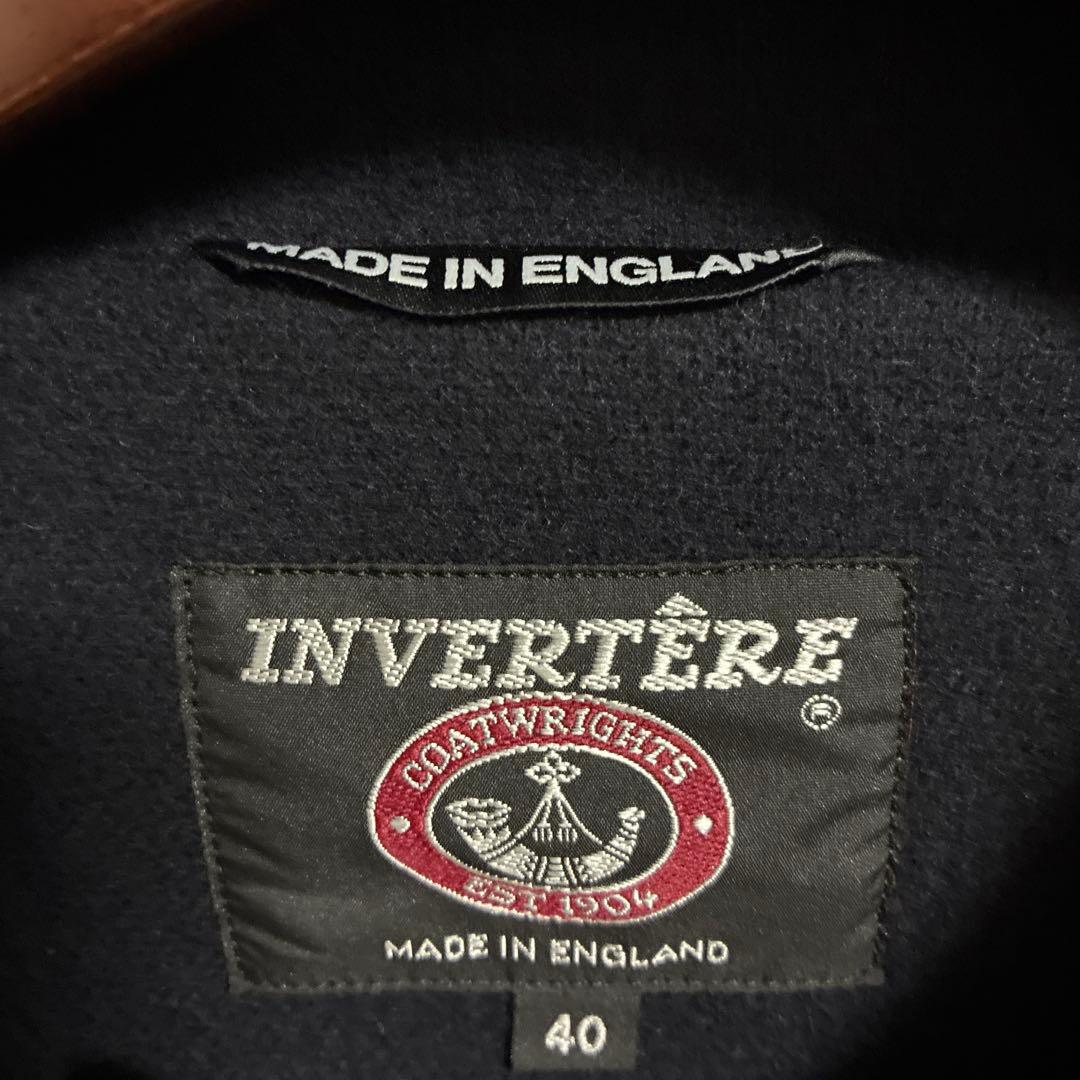 MADE IN ENGLAND
INVERTÊRE
®
COATWRIGHTS
EST 1904
MADE IN ENGLAND
40